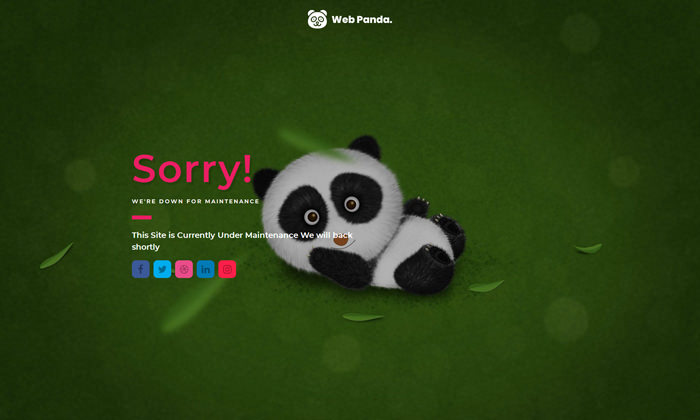 Web Panda.
Sorry!
WE'RE DOWN FOR MAINTENANCE
This Site is Currently Under Maintenance We will back
shortly